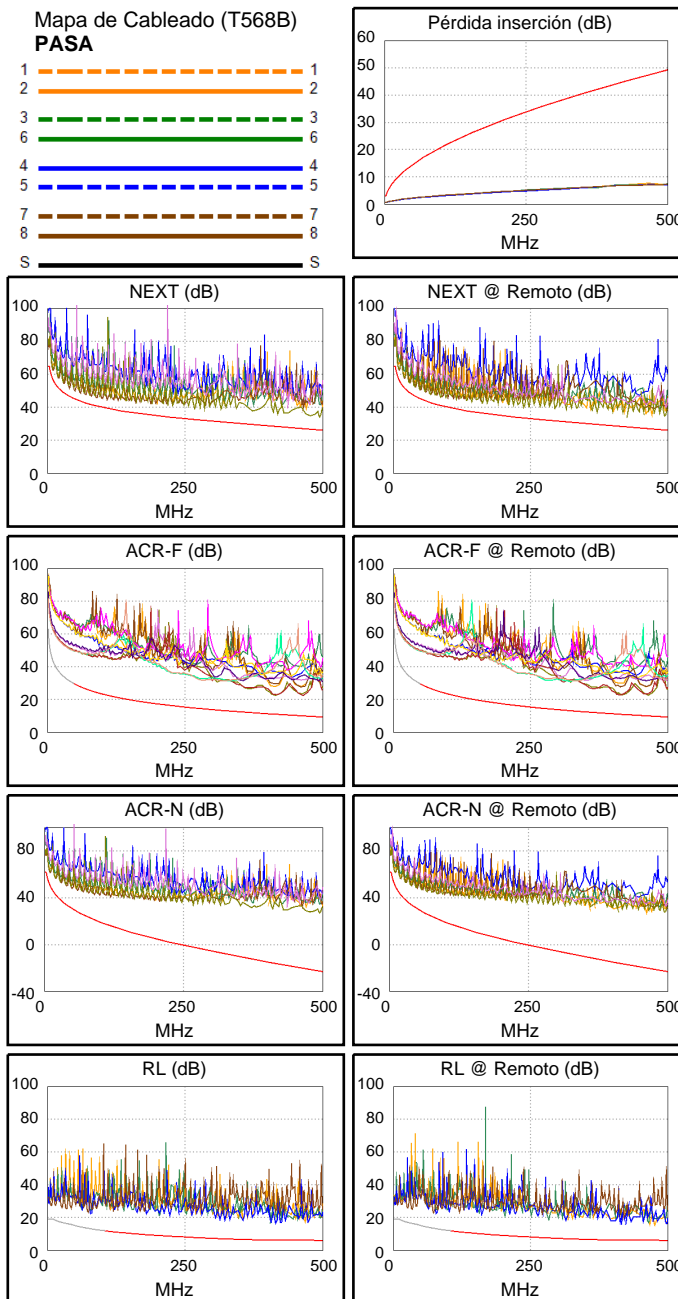 Mapa de Cableado (T568B)
PASA
1 1
2 2
3 3
6 6
4 4
5 5
7 7
8 8
S S
Pérdida inserción (dB)
60
50
40
30
20
10
0
0 250 500
MHz
NEXT (dB)
100
80
60
40
20
0
0 250 500
MHz
NEXT @ Remoto (dB)
100
80
60
40
20
0
0 250 500
MHz
ACR-F (dB)
100
80
60
40
20
0
0 250 500
MHz
ACR-F @ Remoto (dB)
100
80
60
40
20
0
0 250 500
MHz
ACR-N (dB)
80
40
0
-40
0 250 500
MHz
ACR-N @ Remoto (dB)
80
40
0
-40
0 250 500
MHz
RL (dB)
100
80
60
40
20
0
0 250 500
MHz
RL @ Remoto (dB)
100
80
60
40
20
0
0 250 500
MHz